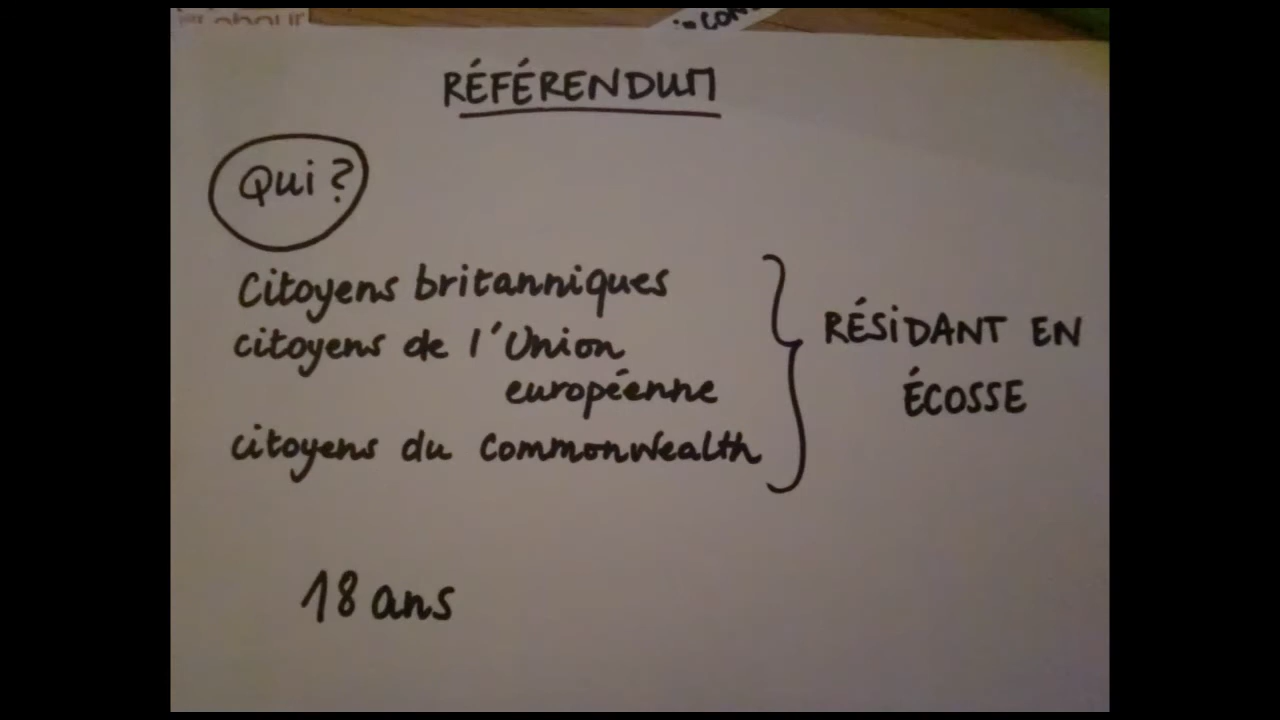 RÉFÉRENDUM
Qui ?
Citoyens britanniques
citoyens de l'Union
européenne
citoyens du Commonwealth
RÉSIDANT EN
ÉCOSSE
18 ans